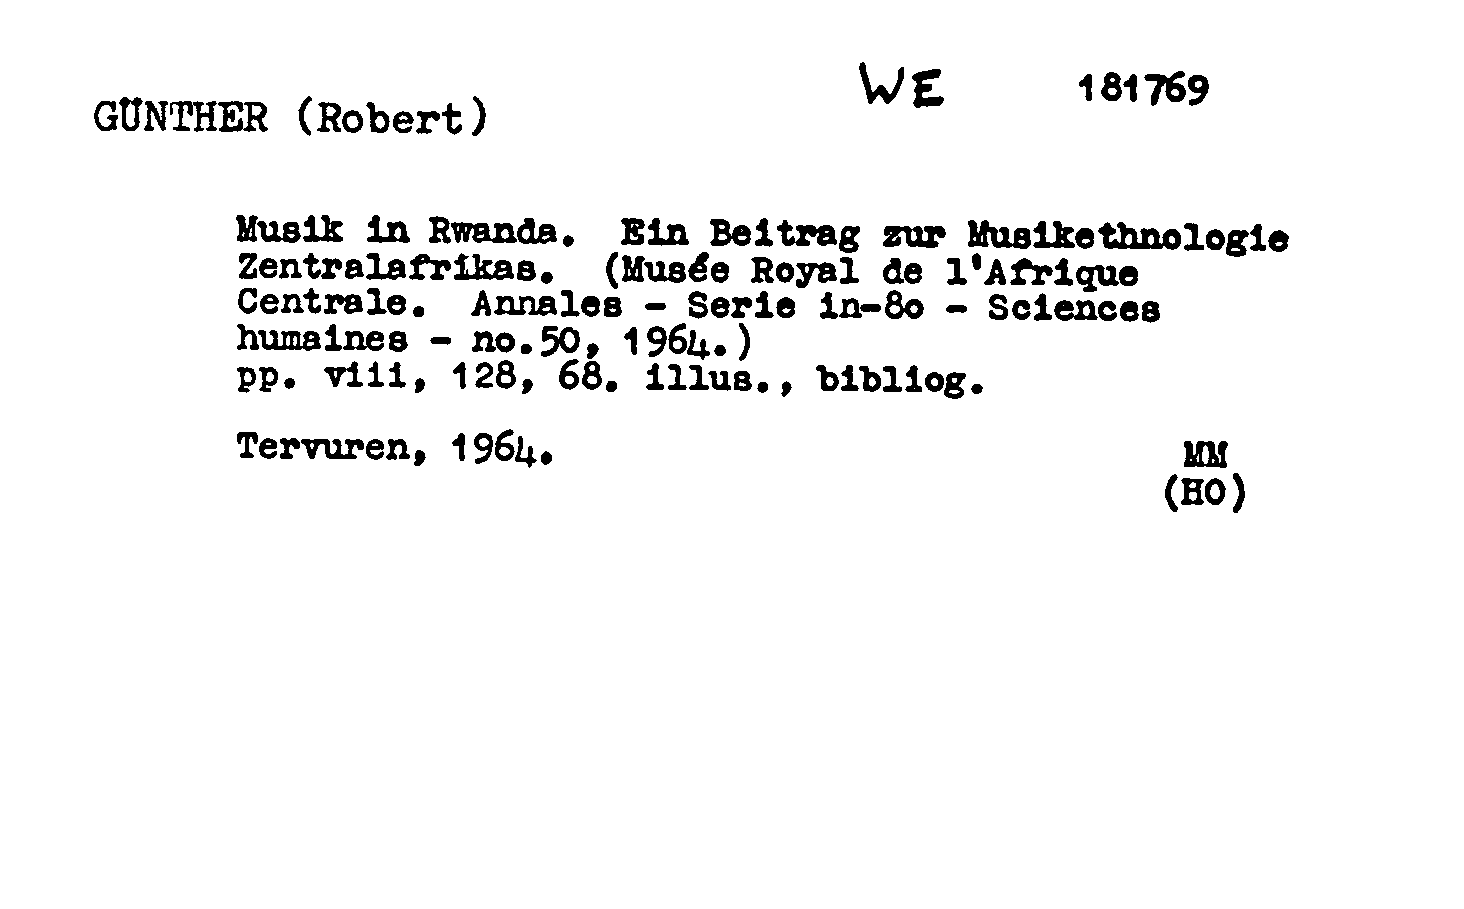 WE 181769
GÜNTHER (Robert)
Musik in Rwanda. Ein Beitrag zur Musikethnologie
Zentralafrikas. (Musée Royal de l'Afrique
Centrale. Annales - Serie in-8o - Sciences
humaines - no.50, 1964.)
pp. viii, 128, 68. illus., bibliog.
Tervuren, 1964.
MM
(HO)